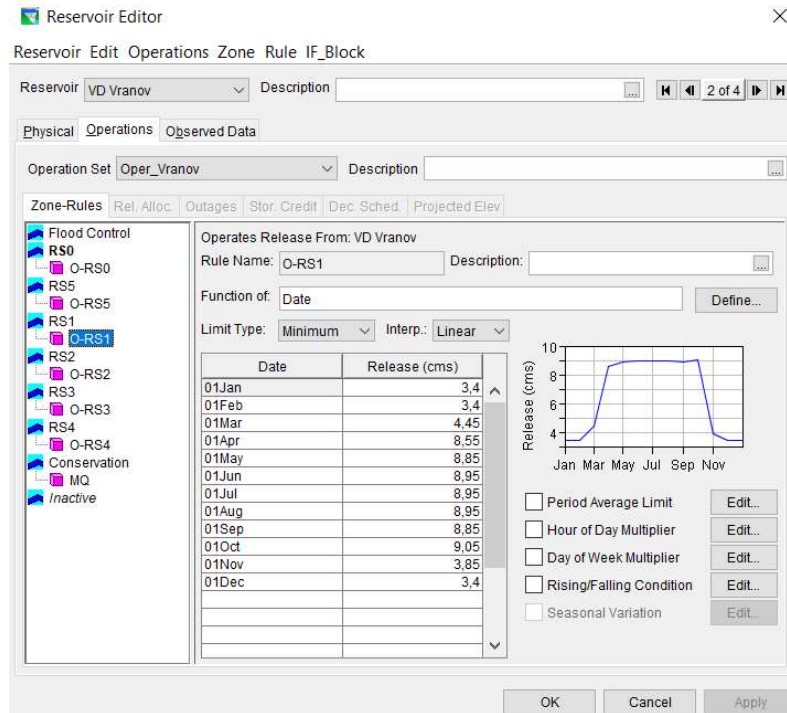 Reservoir Editor
Reservoir Edit Operations Zone Rule IF_Block
Reservoir VD Vranov Description ... 2 of 4
Physical Operations Observed Data
Operation Set Oper_Vranov Description ...
Zone-Rules Rel. Alloc. Outages Stor. Credit Dec. Sched. Projected Elev
Flood Control
RS0
O-RS0
RS5
O-RS5
RS1
O-RS1
RS2
O-RS2
RS3
O-RS3
RS4
O-RS4
Conservation
MQ
Inactive
Operates Release From: VD Vranov
Rule Name: O-RS1 Description: ...
Function of: Date Define...
Limit Type: Minimum Interp.: Linear
Date Release (cms)
01Jan 3,4
01Feb 3,4
01Mar 4,45
01Apr 8,55
01May 8,85
01Jun 8,95
01Jul 8,95
01Aug 8,95
01Sep 8,85
01Oct 9,05
01Nov 3,85
01Dec 3,4
Release (cms)
10
8
6
4
Jan Mar May Jul Sep Nov
Period Average Limit Edit...
Hour of Day Multiplier Edit...
Day of Week Multiplier Edit...
Rising/Falling Condition Edit...
Seasonal Variation Edit...
OK Cancel Apply